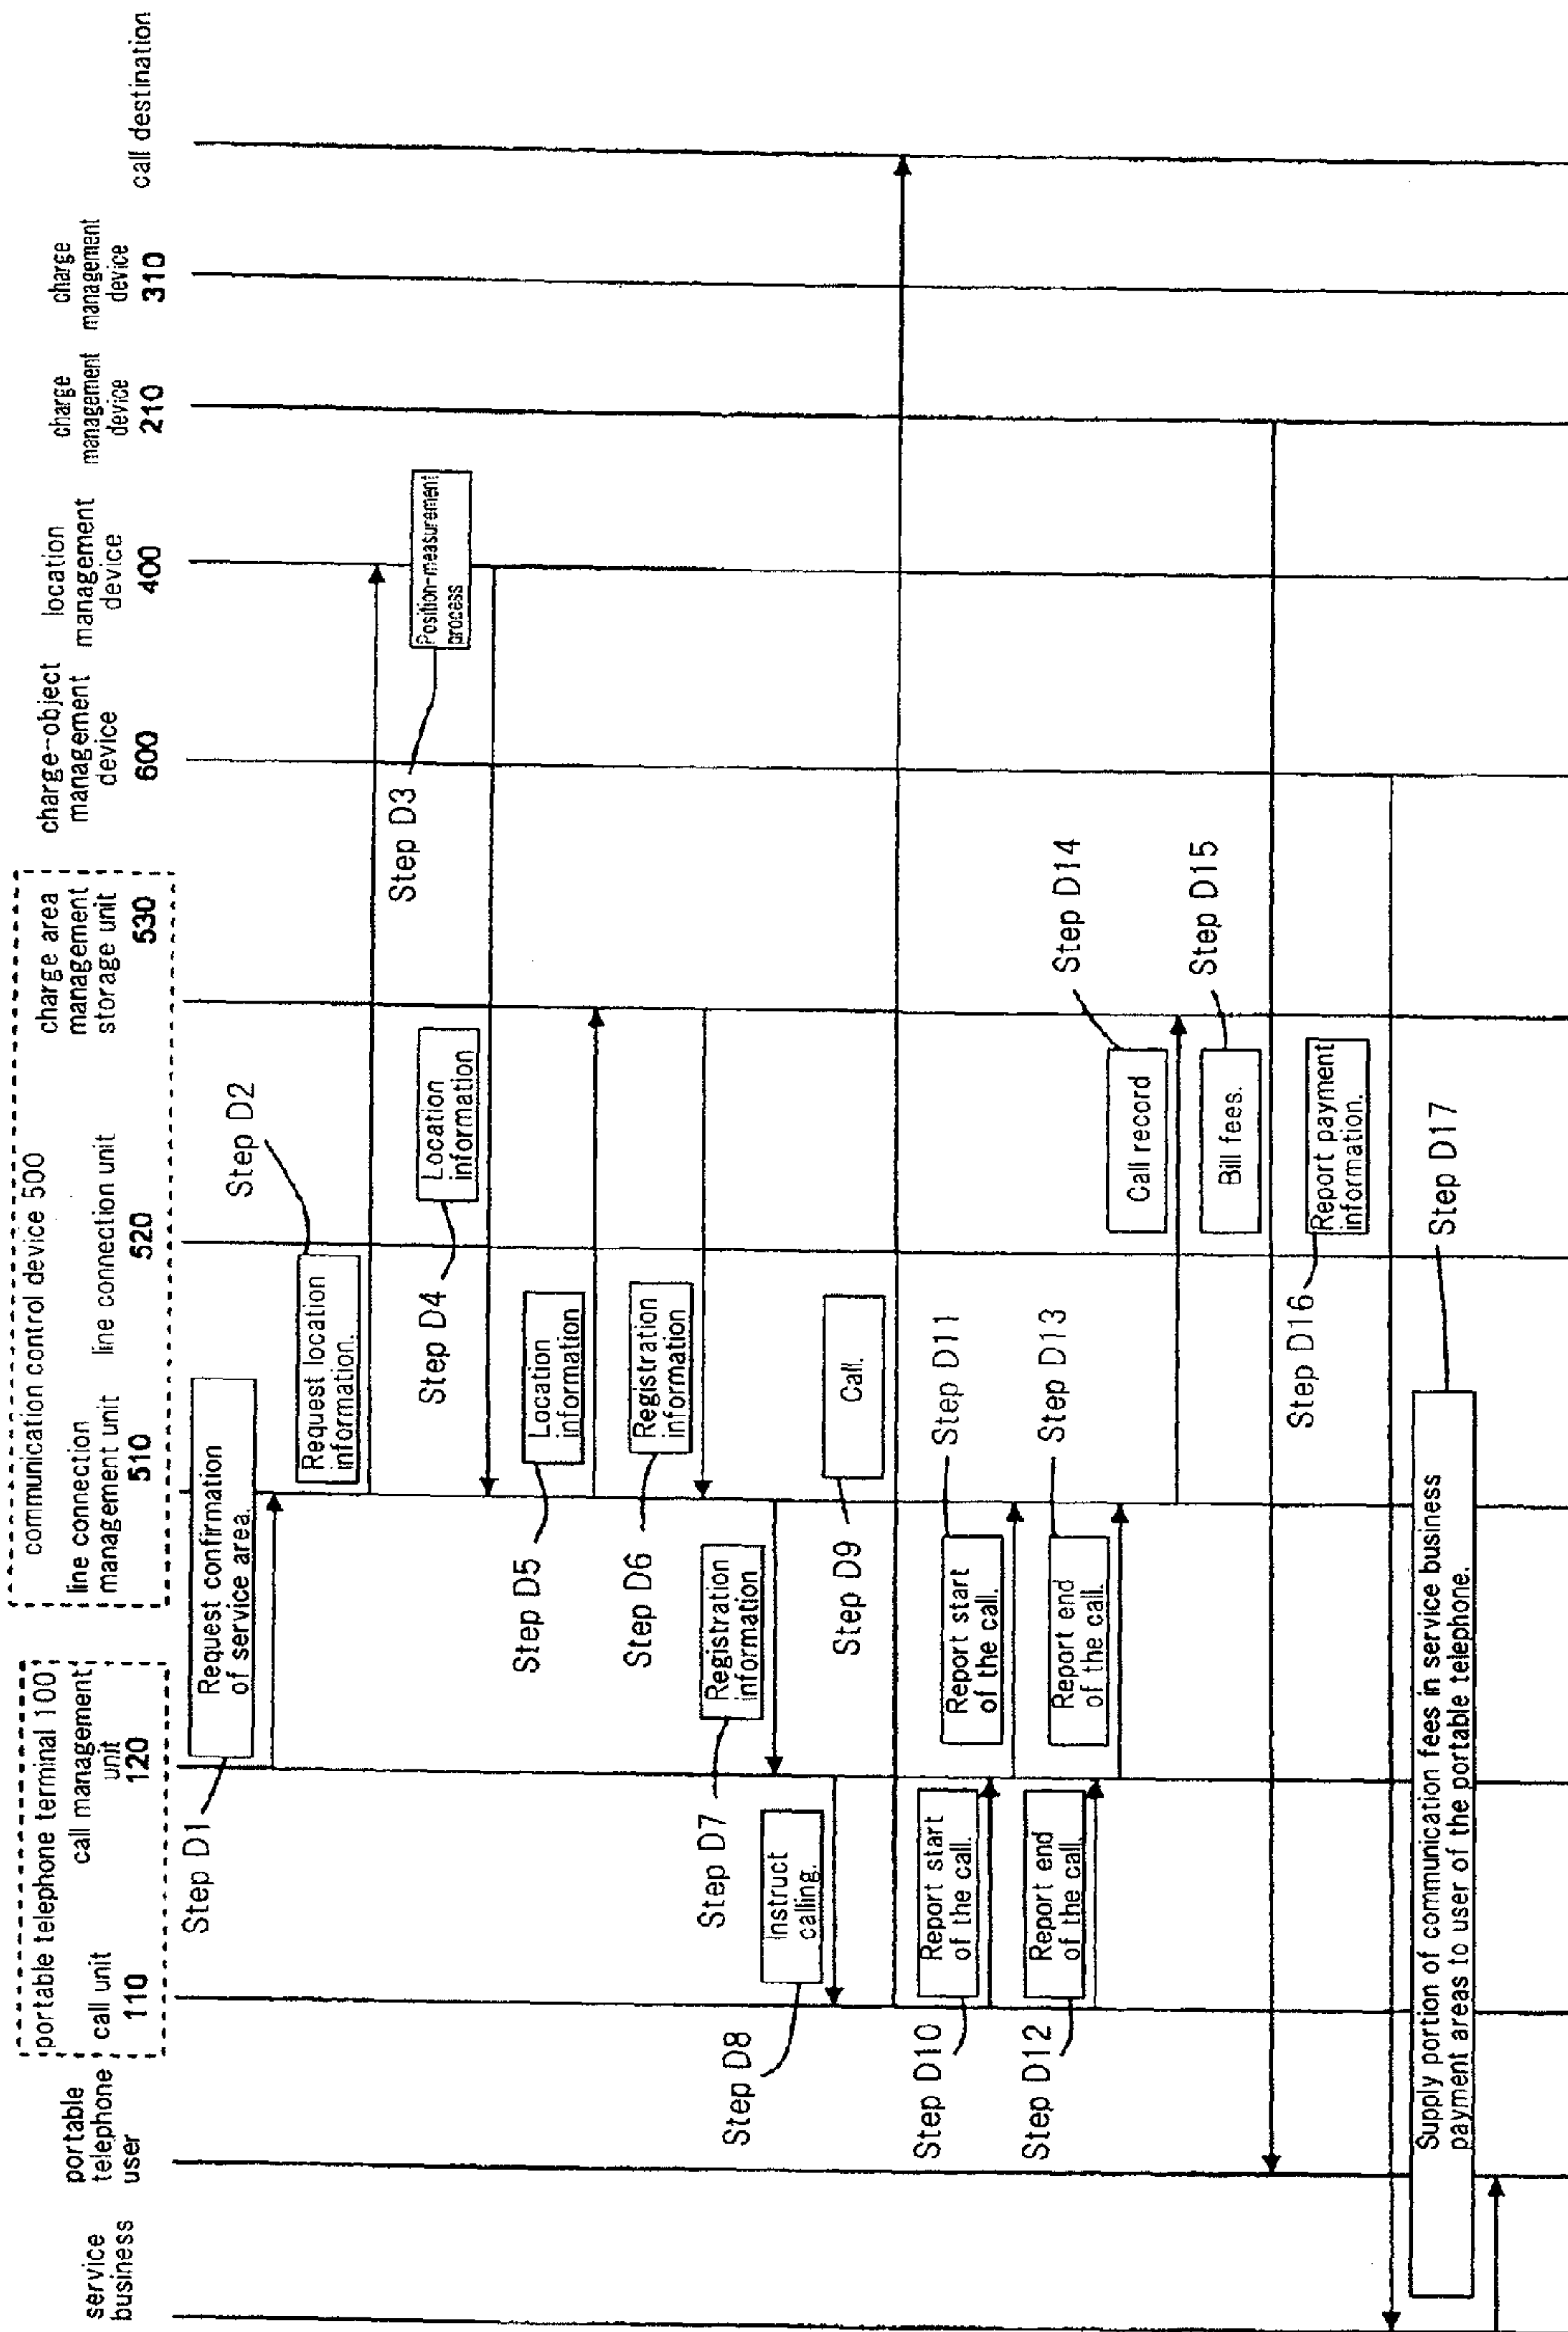 service
business
portable
telephone
user
portable telephone terminal 100
call unit
110
call management
unit
120
communication control device 500
line connection
management unit
510
line connection unit
520
charge area
management
storage unit
530
charge-object
management
device
600
location
management
device
400
charge
management
device
210
charge
management
device
310
call destination
Step D1
Request confirmation
of service area.
Step D2
Request location
information.
Step D3
Position-measurement
process
Step D4
Location
information
Step D5
Location
information
Step D6
Registration
information
Step D7
Registration
information
Step D8
Instruct
calling.
Step D9
Call.
Step D10
Report start
of the call.
Step D11
Report start
of the call.
Step D12
Report end
of the call.
Step D13
Report end
of the call.
Step D14
Call record
Step D15
Bill fees.
Step D16
Report payment
information.
Step D17
Supply portion of communication fees in service business
payment areas to user of the portable telephone.